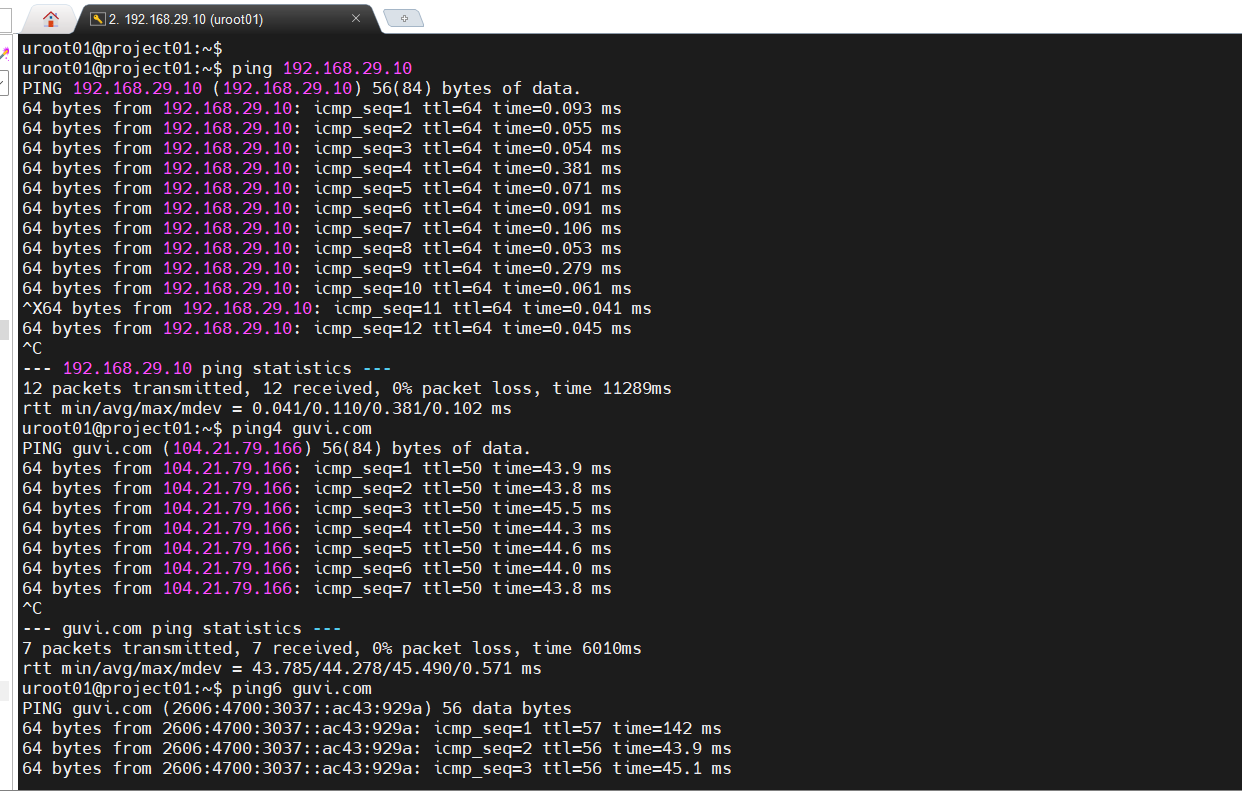 2. 192.168.29.10 (uroot01)
uroot01@project01:~$
uroot01@project01:~$ ping 192.168.29.10
PING 192.168.29.10 (192.168.29.10) 56(84) bytes of data.
64 bytes from 192.168.29.10: icmp_seq=1 ttl=64 time=0.093 ms
64 bytes from 192.168.29.10: icmp_seq=2 ttl=64 time=0.055 ms
64 bytes from 192.168.29.10: icmp_seq=3 ttl=64 time=0.054 ms
64 bytes from 192.168.29.10: icmp_seq=4 ttl=64 time=0.381 ms
64 bytes from 192.168.29.10: icmp_seq=5 ttl=64 time=0.071 ms
64 bytes from 192.168.29.10: icmp_seq=6 ttl=64 time=0.091 ms
64 bytes from 192.168.29.10: icmp_seq=7 ttl=64 time=0.106 ms
64 bytes from 192.168.29.10: icmp_seq=8 ttl=64 time=0.053 ms
64 bytes from 192.168.29.10: icmp_seq=9 ttl=64 time=0.279 ms
64 bytes from 192.168.29.10: icmp_seq=10 ttl=64 time=0.061 ms
^X64 bytes from 192.168.29.10: icmp_seq=11 ttl=64 time=0.041 ms
64 bytes from 192.168.29.10: icmp_seq=12 ttl=64 time=0.045 ms
^C
--- 192.168.29.10 ping statistics ---
12 packets transmitted, 12 received, 0% packet loss, time 11289ms
rtt min/avg/max/mdev = 0.041/0.110/0.381/0.102 ms
uroot01@project01:~$ ping4 guvi.com
PING guvi.com (104.21.79.166) 56(84) bytes of data.
64 bytes from 104.21.79.166: icmp_seq=1 ttl=50 time=43.9 ms
64 bytes from 104.21.79.166: icmp_seq=2 ttl=50 time=43.8 ms
64 bytes from 104.21.79.166: icmp_seq=3 ttl=50 time=45.5 ms
64 bytes from 104.21.79.166: icmp_seq=4 ttl=50 time=44.3 ms
64 bytes from 104.21.79.166: icmp_seq=5 ttl=50 time=44.6 ms
64 bytes from 104.21.79.166: icmp_seq=6 ttl=50 time=44.0 ms
64 bytes from 104.21.79.166: icmp_seq=7 ttl=50 time=43.8 ms
^C
--- guvi.com ping statistics ---
7 packets transmitted, 7 received, 0% packet loss, time 6010ms
rtt min/avg/max/mdev = 43.785/44.278/45.490/0.571 ms
uroot01@project01:~$ ping6 guvi.com
PING guvi.com (2606:4700:3037::ac43:929a) 56 data bytes
64 bytes from 2606:4700:3037::ac43:929a: icmp_seq=1 ttl=57 time=142 ms
64 bytes from 2606:4700:3037::ac43:929a: icmp_seq=2 ttl=56 time=43.9 ms
64 bytes from 2606:4700:3037::ac43:929a: icmp_seq=3 ttl=56 time=45.1 ms